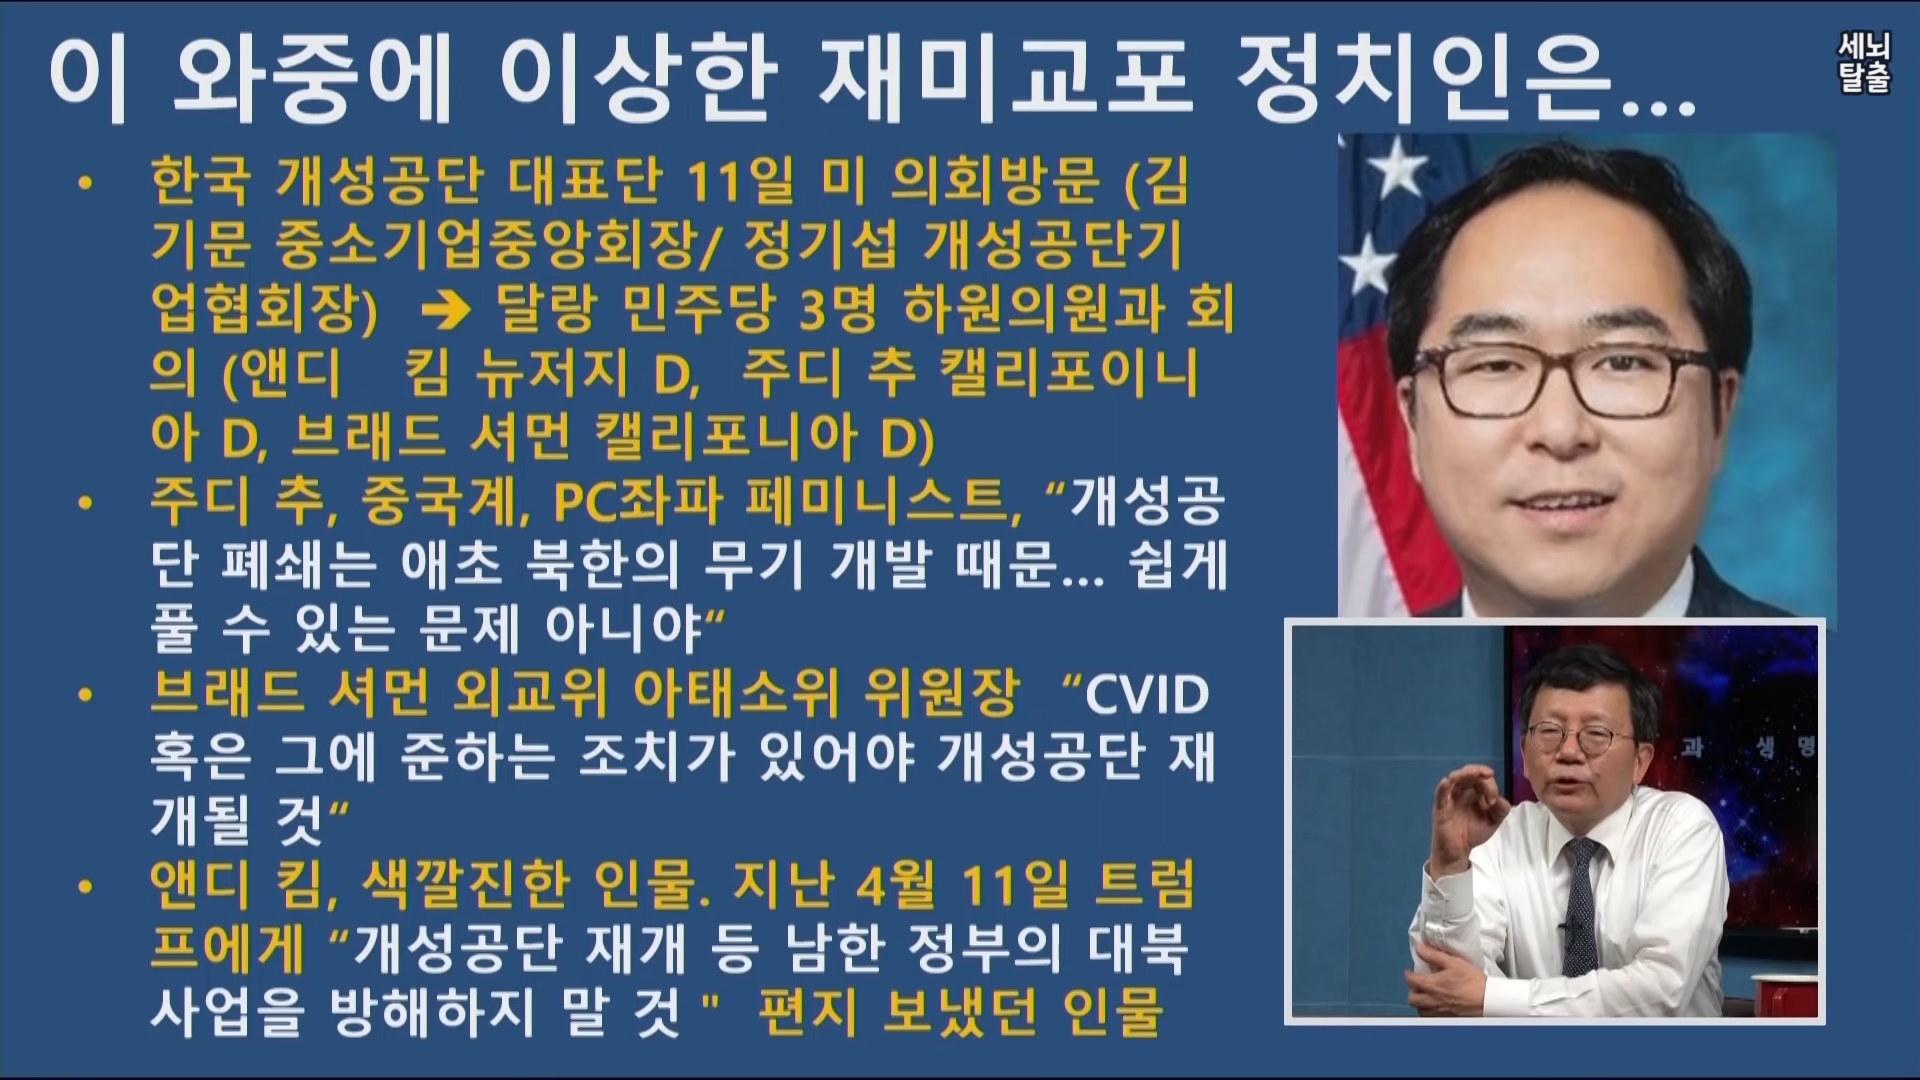 이 와중에 이상한 재미교포 정치인은...
세뇌
탈출
• 한국 개성공단 대표단 11일 미 의회방문 (김
기문 중소기업중앙회장/ 정기섭 개성공단기
업협회장) ➔ 달랑 민주당 3명 하원의원과 회
의 (앤디 킴 뉴저지 D, 주디 추 캘리포이니
아 D, 브래드 셔먼 캘리포니아 D)
• 주디 추, 중국계, PC좌파 페미니스트, “개성공
단 폐쇄는 애초 북한의 무기 개발 때문... 쉽게
풀 수 있는 문제 아니야“
• 브래드 셔먼 외교위 아태소위 위원장 “CVID
혹은 그에 준하는 조치가 있어야 개성공단 재
개될 것“
• 앤디 킴, 색깔진한 인물. 지난 4월 11일 트럼
프에게 “개성공단 재개 등 남한 정부의 대북
사업을 방해하지 말 것 " 편지 보냈던 인물
과 생명